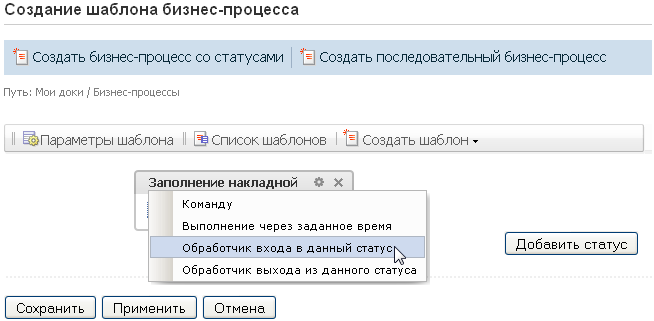 Создание шаблона бизнес-процесса
Создать бизнес-процесс со статусами Создать последовательный бизнес-процесс
Путь: Мои доки / Бизнес-процессы
Параметры шаблона Список шаблонов Создать шаблон
Заполнение накладной
Команду
Выполнение через заданное время
Обработчик входа в данный статус
Добавить статус
Обработчик выхода из данного статуса
Сохранить Применить Отмена